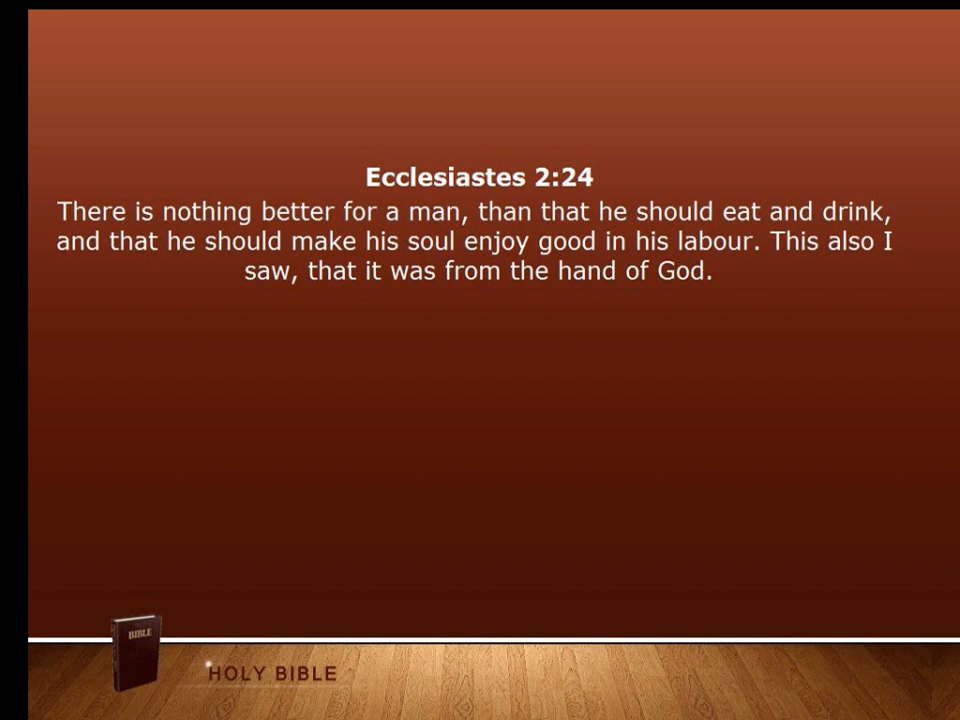 Ecclesiastes 2:24
There is nothing better for a man, than that he should eat and drink,
and that he should make his soul enjoy good in his labour. This also I
saw, that it was from the hand of God.
BIBLE
HOLY BIBLE